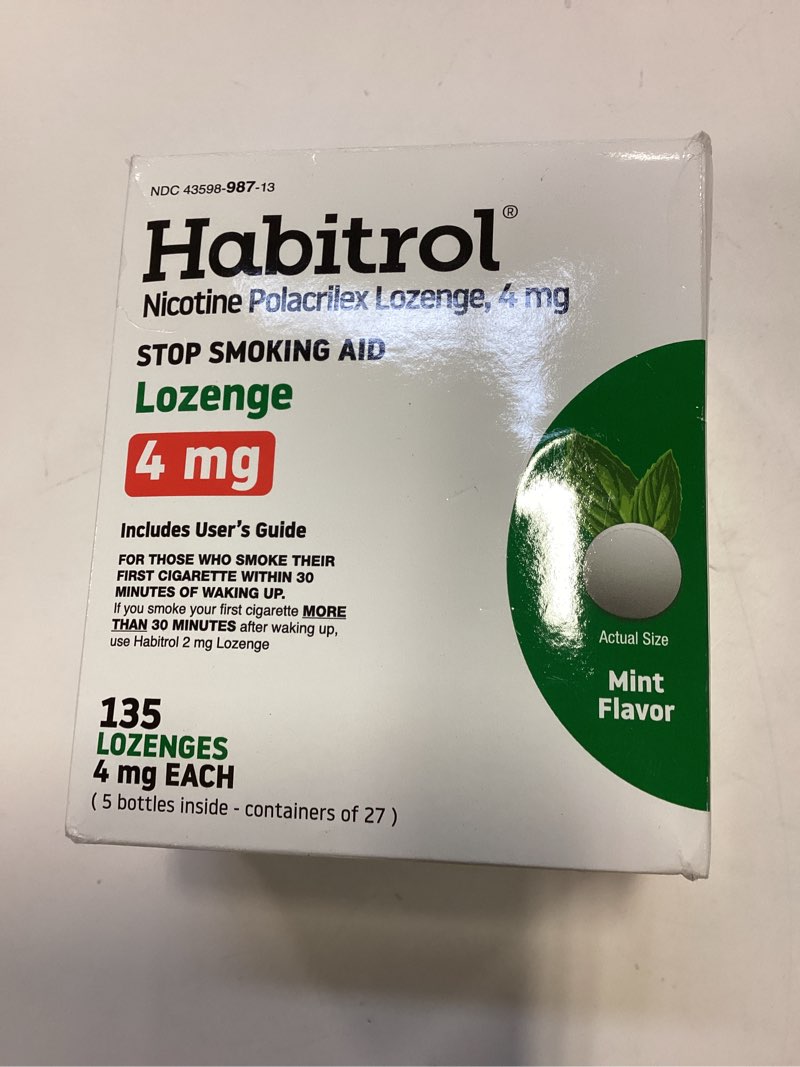 NDC 43598-987-13
Habitrol®
Nicotine Polacrilex Lozenge, 4 mg
STOP SMOKING AID
Lozenge
4 mg
Includes User's Guide
FOR THOSE WHO SMOKE THEIR
FIRST CIGARETTE WITHIN 30
MINUTES OF WAKING UP.
If you smoke your first cigarette MORE
THAN 30 MINUTES after waking up,
use Habitrol 2 mg Lozenge
Actual Size
Mint
Flavor
135
LOZENGES
4 mg EACH
( 5 bottles inside - containers of 27 )